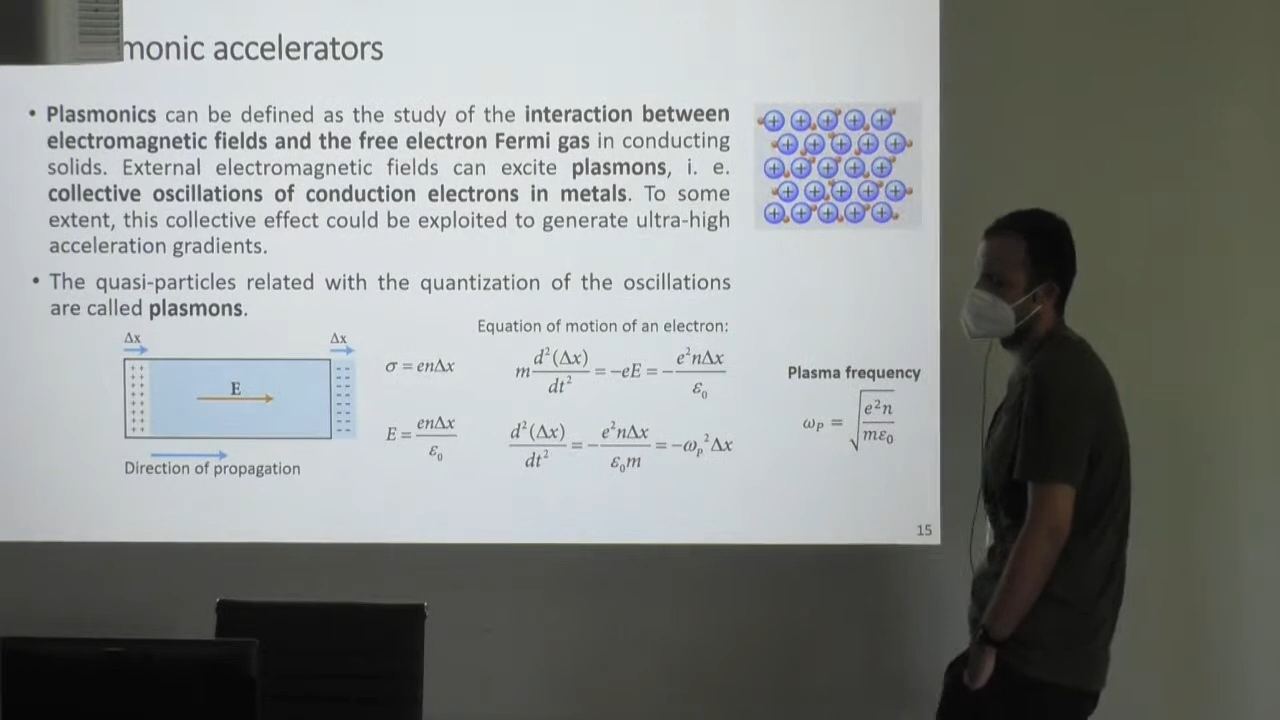 monic accelerators
• Plasmonics can be defined as the study of the interaction between
electromagnetic fields and the free electron Fermi gas in conducting
solids. External electromagnetic fields can excite plasmons, i. e.
collective oscillations of conduction electrons in metals. To some
extent, this collective effect could be exploited to generate ultra-high
acceleration gradients.
• The quasi-particles related with the quantization of the oscillations
are called plasmons.
Equation of motion of an electron:
Δx Δx
E
Direction of propagation
σ = enΔx
E = enΔx / ε₀
m d²(Δx)/dt² = −eE = − e²nΔx / ε₀
d²(Δx)/dt² = − e²nΔx / ε₀m = −ωₚ²Δx
Plasma frequency
ω_P = √(e²n / mε₀)
15